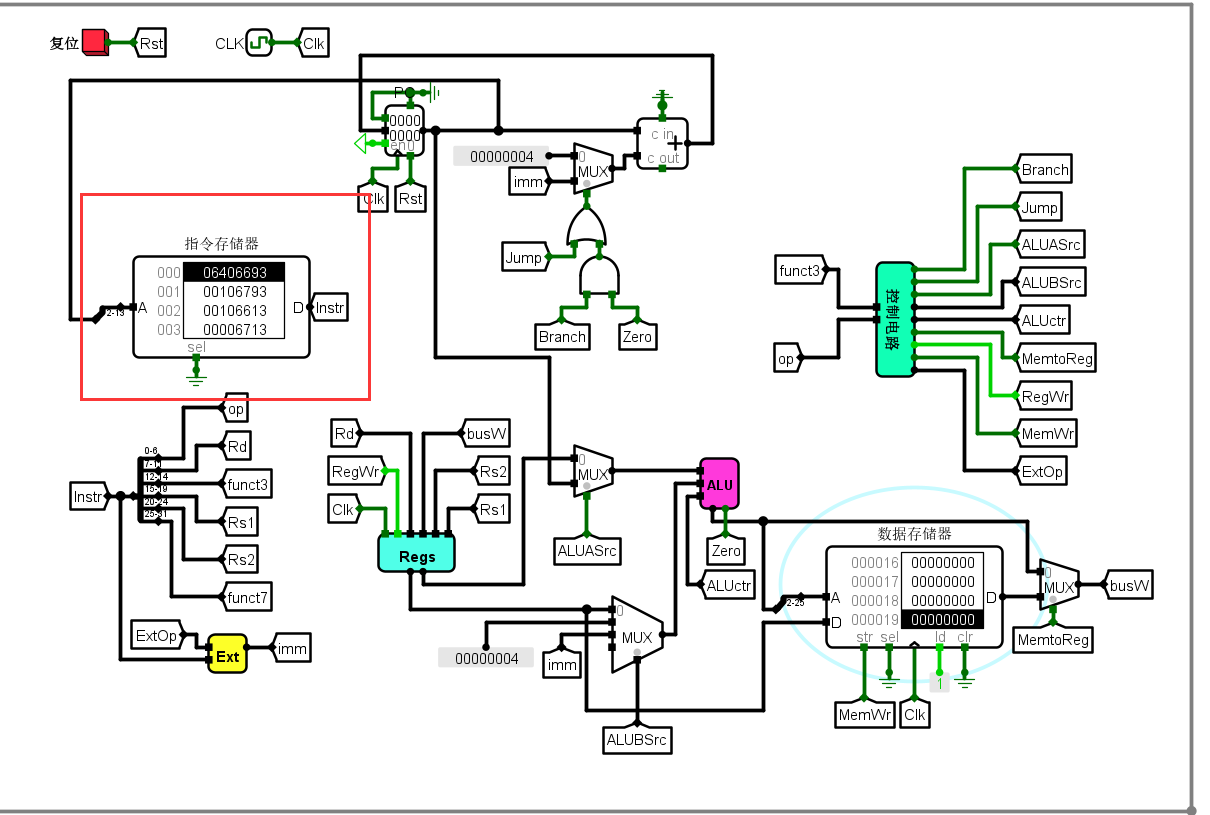 复位
Rst
CLK
Clk
PC
0000
0000
en0
Clk
Rst
00000004
0
MUX
imm
c in
+
c out
Jump
Branch
Zero
指令存储器
000 06406693
001 00106793
002 00106613
003 00006713
A
D
Instr
sel
2-13
funct3
op
控制电路
Branch
Jump
ALUASrc
ALUBSrc
ALUctr
MemtoReg
RegWr
MemWr
ExtOp
Instr
0-6
7-11
12-14
15-19
20-24
25-31
op
Rd
funct3
Rs1
Rs2
funct7
ExtOp
Ext
imm
Rd
RegWr
Clk
busW
Rs2
Rs1
Regs
0
MUX
ALUASrc
ALU
Zero
ALUctr
00000004
imm
0
MUX
ALUBSrc
数据存储器
000016 00000000
000017 00000000
000018 00000000
000019 00000000
A
D
D
2-25
str sel ld clr
MemWr
Clk
1
0
MUX
MemtoReg
busW